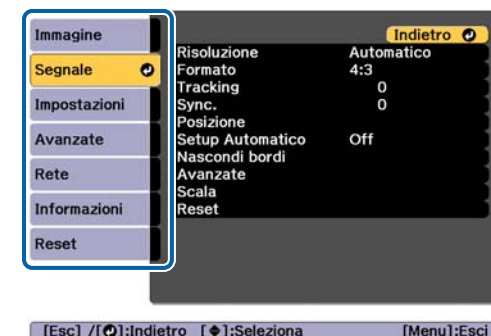 Immagine
Segnale
Impostazioni
Avanzate
Rete
Informazioni
Reset
Indietro
Risoluzione Automatico
Formato 4:3
Tracking 0
Sync. 0
Posizione
Setup Automatico Off
Nascondi bordi
Avanzate
Scala
Reset
[Esc] /[⏎]:Indietro [◆]:Seleziona [Menu]:Esci